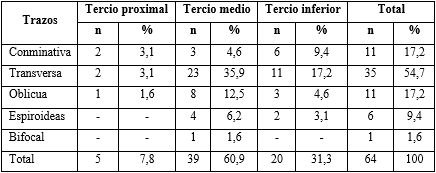 Trazos Tercio proximal Tercio medio Tercio inferior Total
n % n % n % n %
Conminativa 2 3,1 3 4,6 6 9,4 11 17,2
Transversa 2 3,1 23 35,9 11 17,2 35 54,7
Oblicua 1 1,6 8 12,5 3 4,6 11 17,2
Espiroideas - - 4 6,2 2 3,1 6 9,4
Bifocal - - 1 1,6 - - 1 1,6
Total 5 7,8 39 60,9 20 31,3 64 100